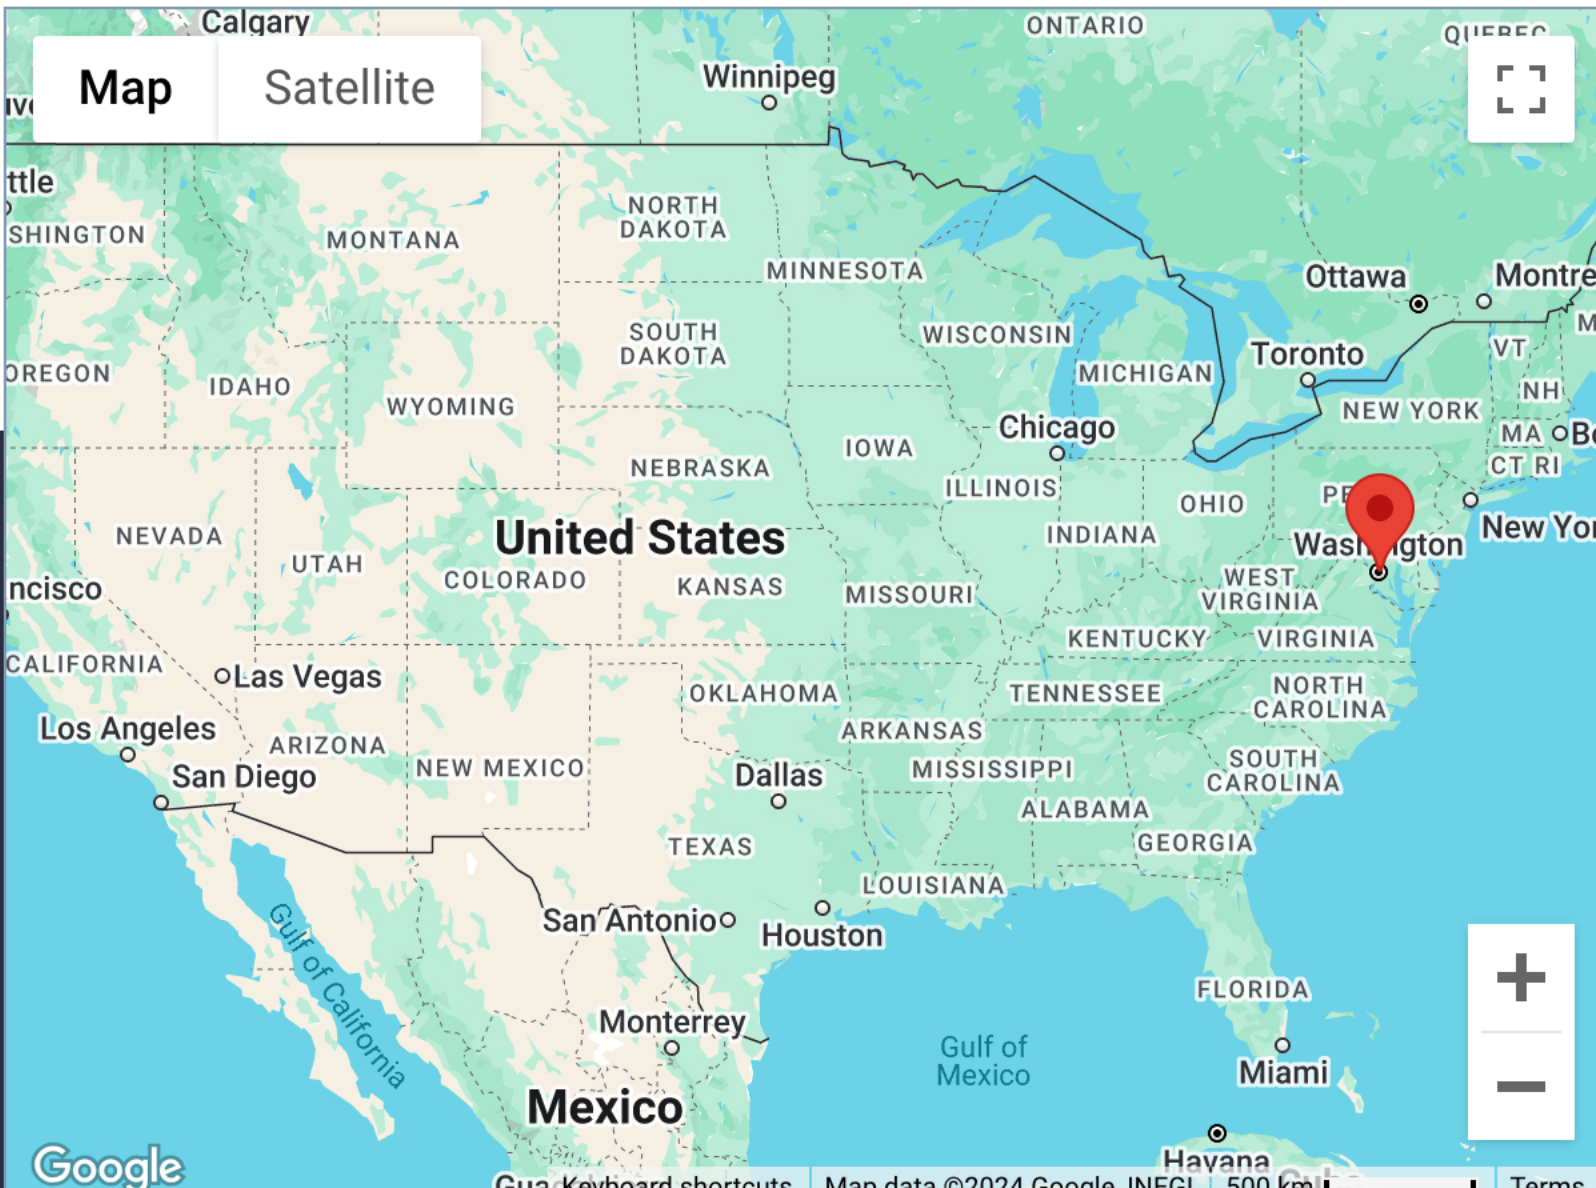 Calgary
ONTARIO
QUEBEC
Map
Satellite
Winnipeg
ttle
SHINGTON
MONTANA
NORTH
DAKOTA
MINNESOTA
Ottawa
Montre
OREGON
IDAHO
WYOMING
SOUTH
DAKOTA
WISCONSIN
MICHIGAN
Toronto
VT
M
NH
NEW YORK
MA
Bo
CT RI
Chicago
IOWA
NEBRASKA
ILLINOIS
OHIO
PE
INDIANA
New Yor
NEVADA
UTAH
United States
COLORADO
KANSAS
MISSOURI
Washington
WEST
VIRGINIA
ncisco
KENTUCKY
VIRGINIA
CALIFORNIA
Las Vegas
OKLAHOMA
TENNESSEE
NORTH
CAROLINA
Los Angeles
ARIZONA
NEW MEXICO
ARKANSAS
San Diego
Dallas
MISSISSIPPI
SOUTH
CAROLINA
ALABAMA
TEXAS
GEORGIA
LOUISIANA
San Antonio
Houston
Gulf of California
FLORIDA
Monterrey
Gulf of
Mexico
Miami
Mexico
Havana
Google
Keyboard shortcuts
Map data ©2024 Google, INEGI
500 km
Terms